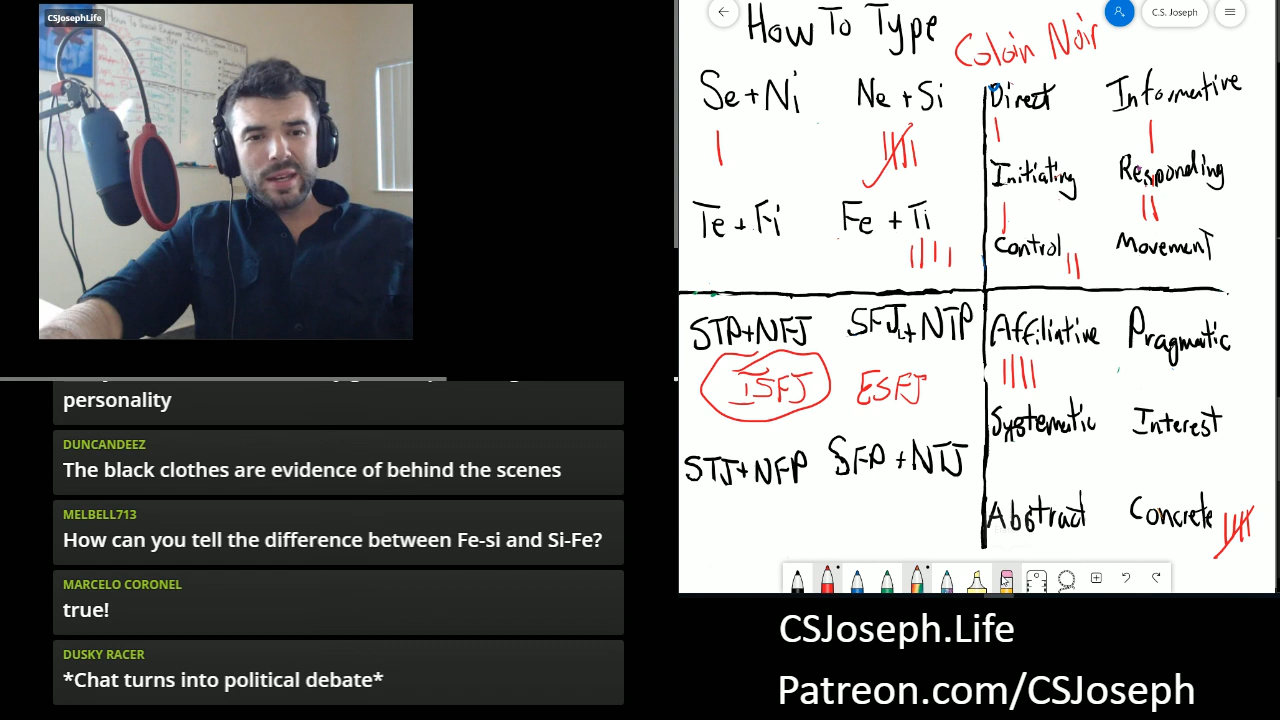 CSJosephLife
personality
DUNCANDEEZ
The black clothes are evidence of behind the scenes
MELBELL713
How can you tell the difference between Fe-si and Si-Fe?
MARCELO CORONEL
true!
DUSKY RACER
*Chat turns into political debate*
C.S. Joseph
How To Type
Coloin Noir
Se + Ni Ne + Si
Te + Fi Fe + Ti
Direct Informative
Initiating Responding
Control Movement
STP+NFJ SFJ+NTP
ISFJ ESFJ
STJ+NFP SFP+NTJ
Affiliative Pragmatic
Systematic Interest
Abstract Concrete
CSJoseph.Life
Patreon.com/CSJoseph